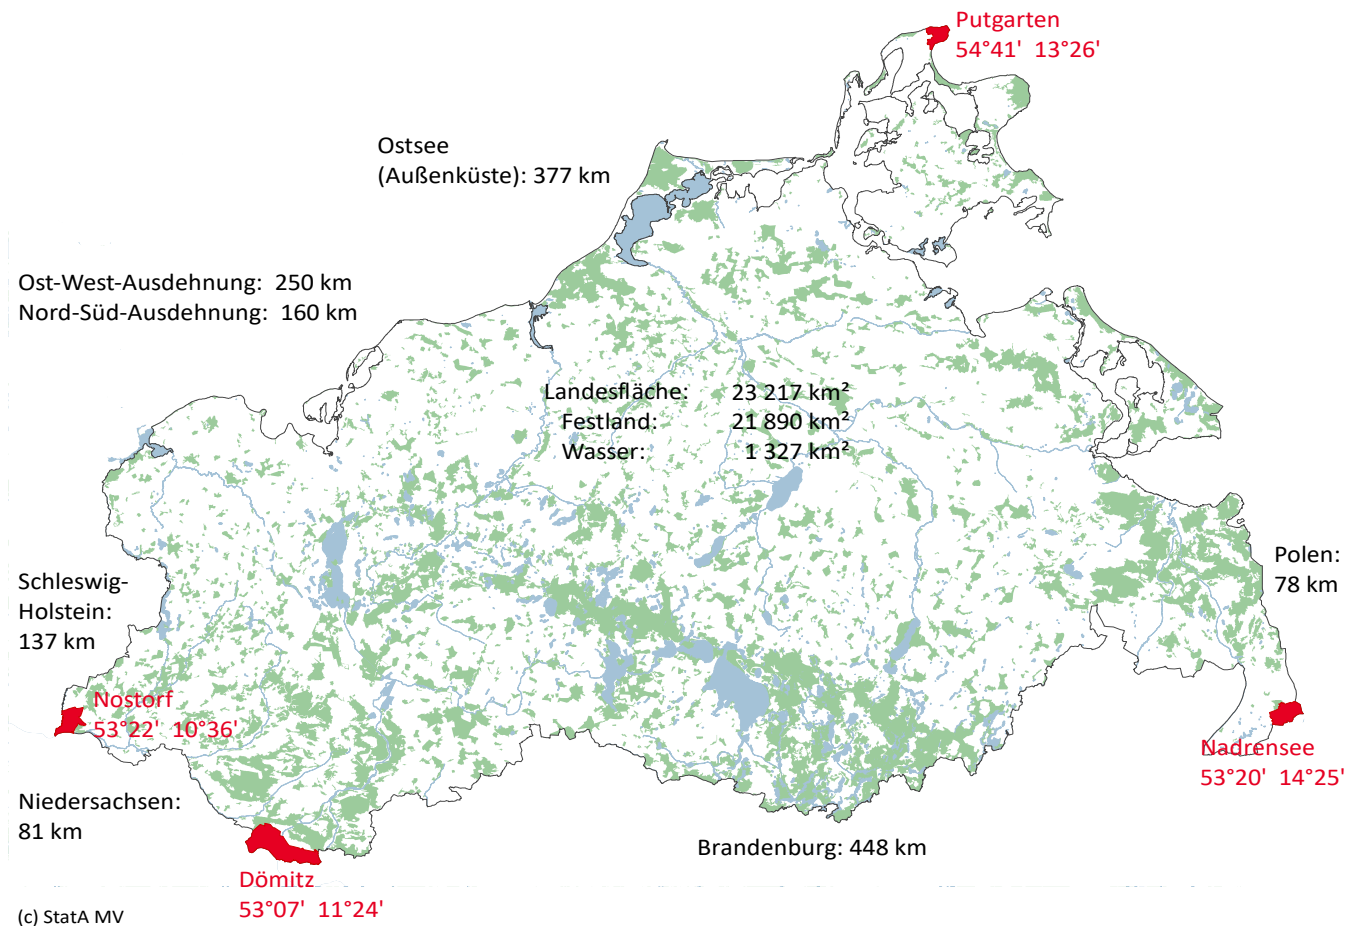 Putgarten
54°41' 13°26'
Ostsee
(Außenküste): 377 km
Ost-West-Ausdehnung: 250 km
Nord-Süd-Ausdehnung: 160 km
Landesfläche: 23 217 km²
Festland: 21 890 km²
Wasser: 1 327 km²
Schleswig-
Holstein:
137 km
Polen:
78 km
Nostorf
53°22' 10°36'
Nadrensee
53°20' 14°25'
Niedersachsen:
81 km
Brandenburg: 448 km
Dömitz
53°07' 11°24'
(c) StatA MV